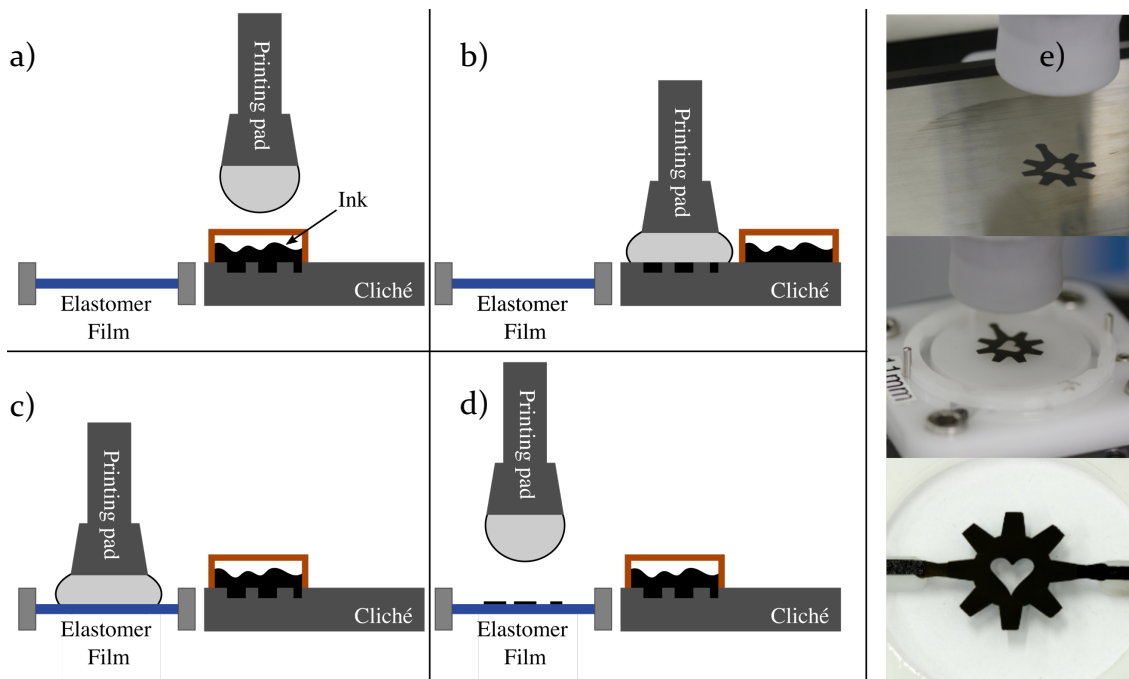 a)
Printing pad
Ink
Elastomer
Film
Cliché
b)
Printing pad
Elastomer
Film
Cliché
c)
Printing pad
Elastomer
Film
Cliché
d)
Printing pad
Elastomer
Film
Cliché
e)
11mm